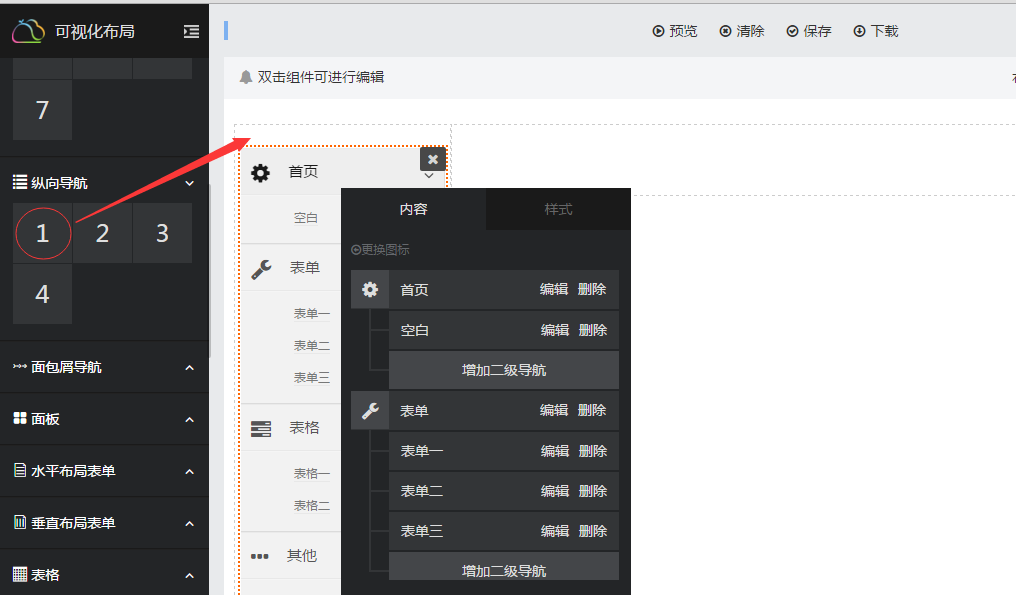 可视化布局
7
纵向导航
1 2 3
4
面包屑导航
面板
水平布局表单
垂直布局表单
表格
预览 清除 保存 下载
双击组件可进行编辑
首页
空白
表单
表单一
表单二
表单三
表格
表格一
表格二
其他
内容 样式
更换图标
首页 编辑 删除
空白 编辑 删除
增加二级导航
表单 编辑 删除
表单一 编辑 删除
表单二 编辑 删除
表单三 编辑 删除
增加二级导航